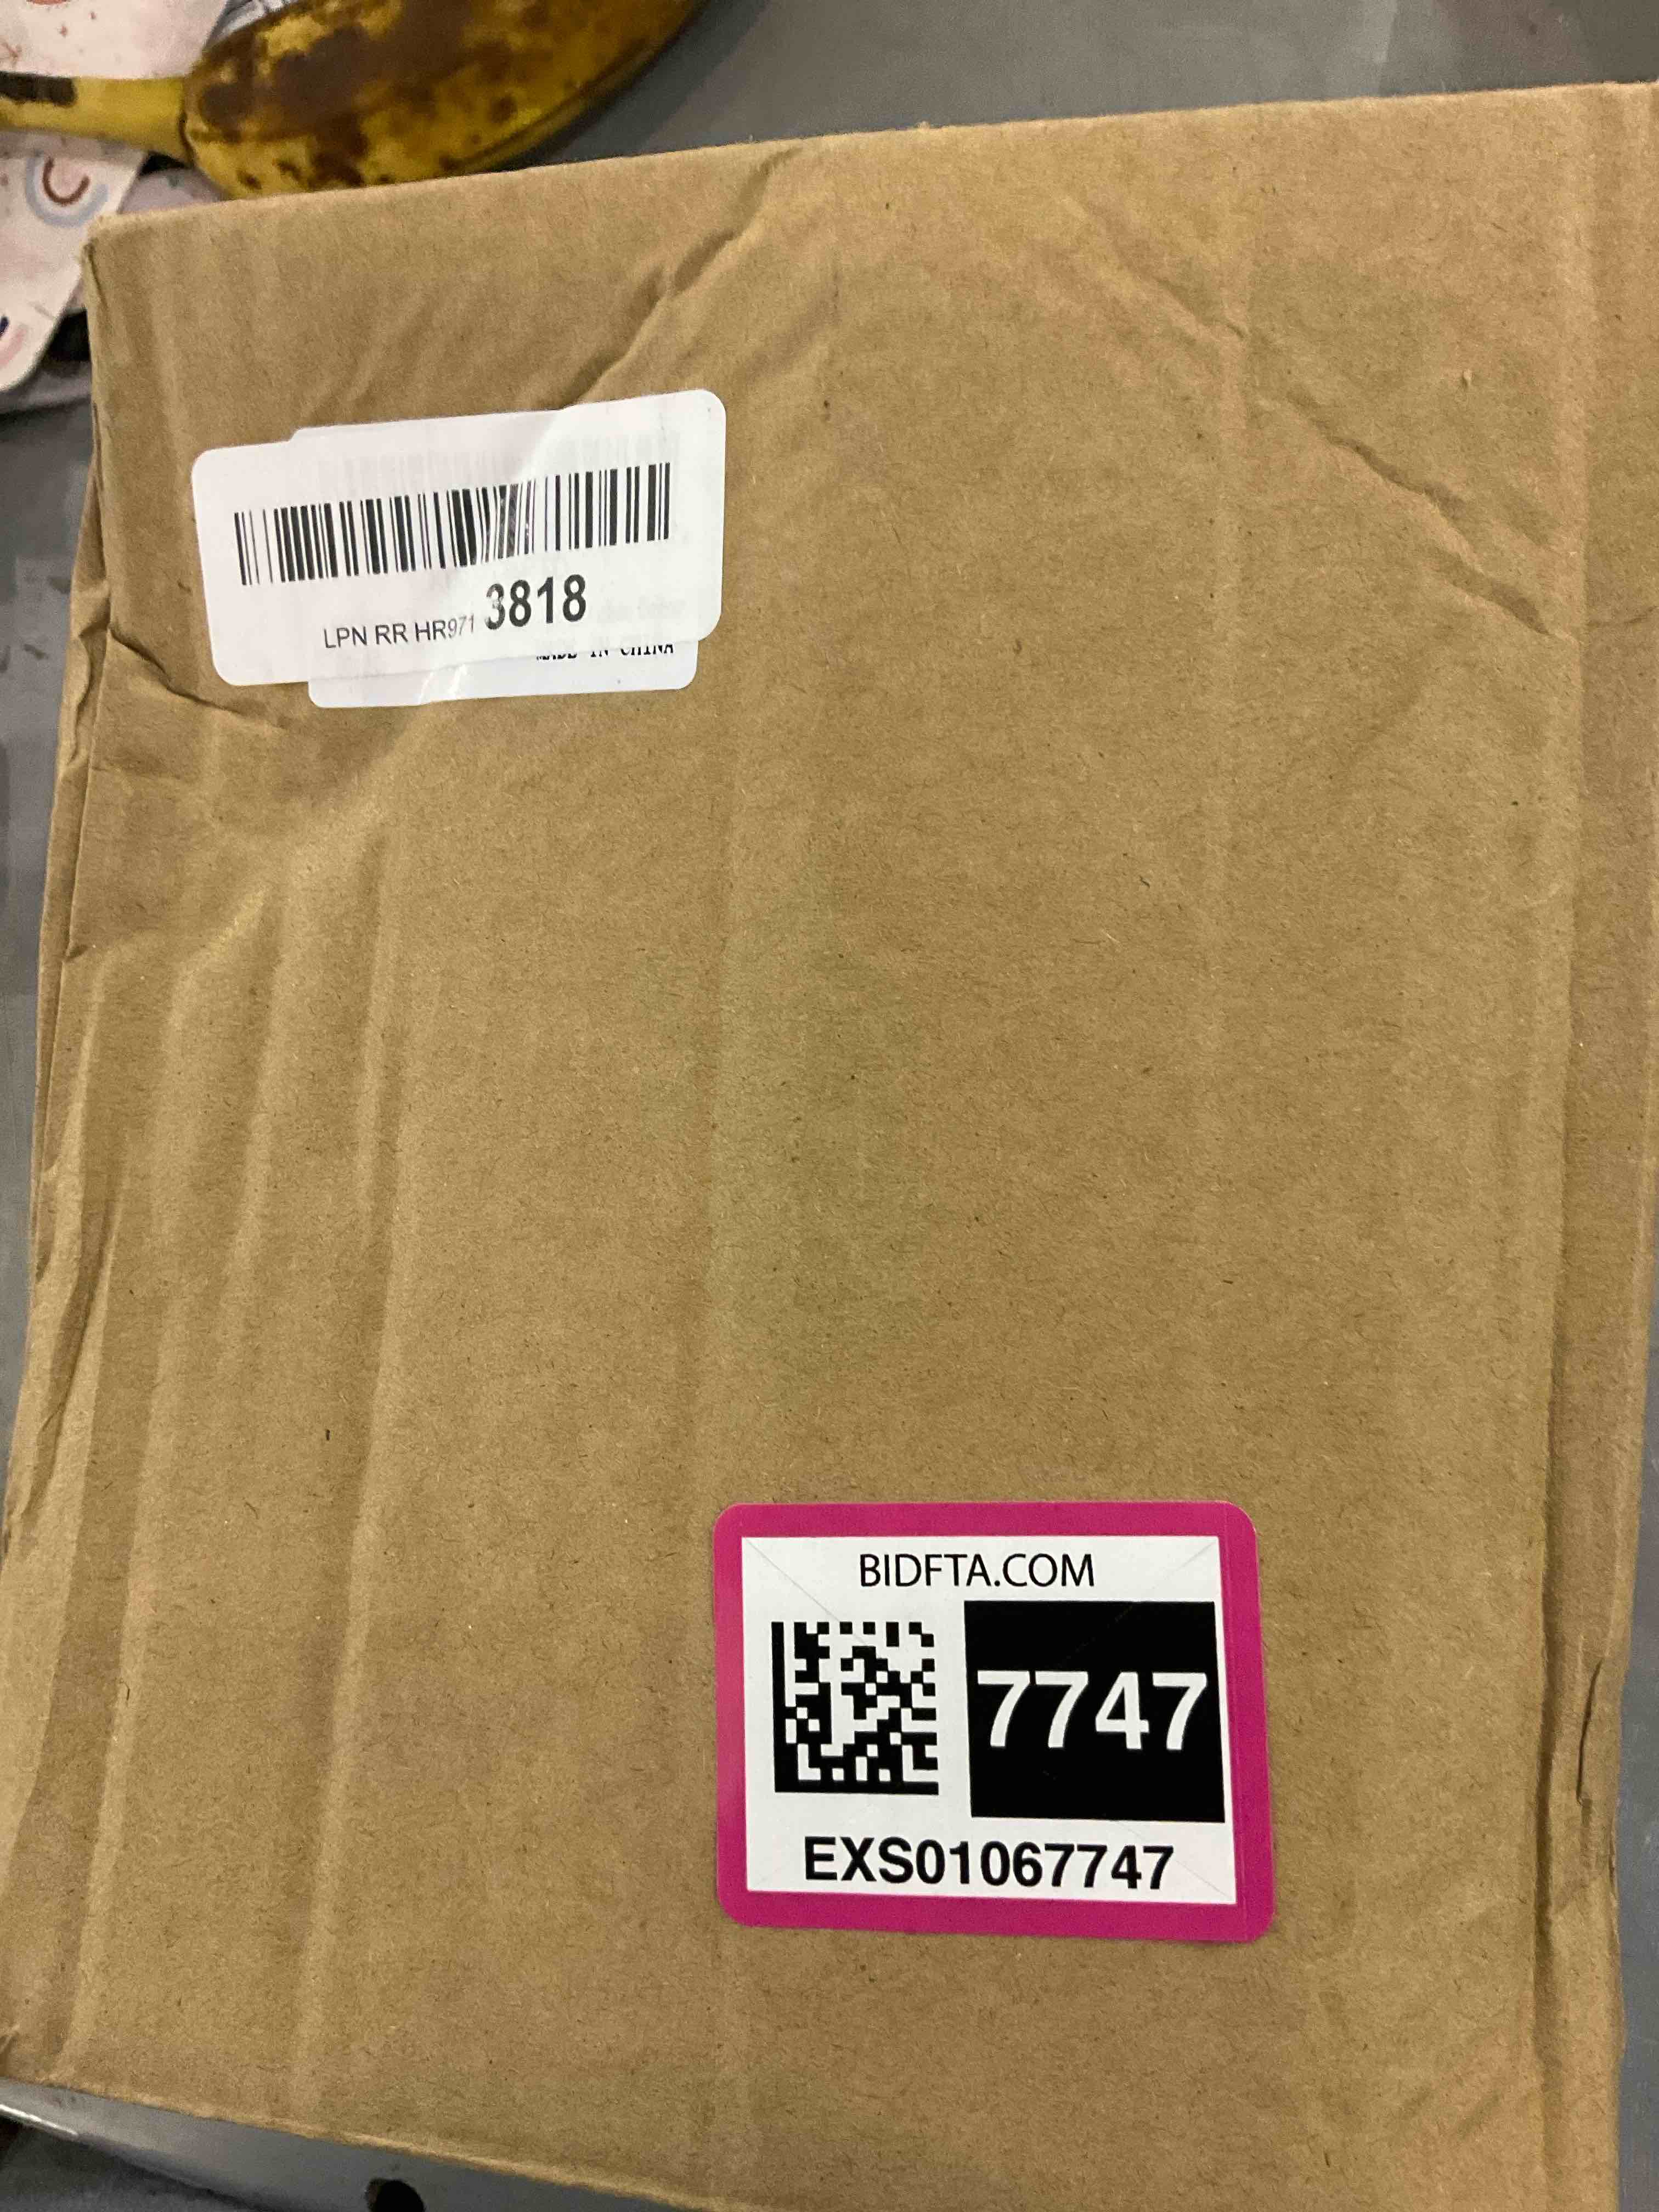 LPN RR HR971 3818
MADE IN CHINA
BIDFTA.COM
7747
EXS01067747